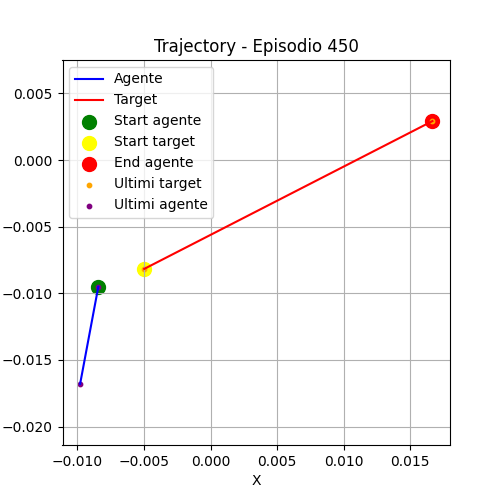 Trajectory - Episodio 450
Agente
Target
Start agente
Start target
End agente
Ultimi target
Ultimi agente
0.005
0.000
−0.005
−0.010
−0.015
−0.020
−0.010 −0.005 0.000 0.005 0.010 0.015
X